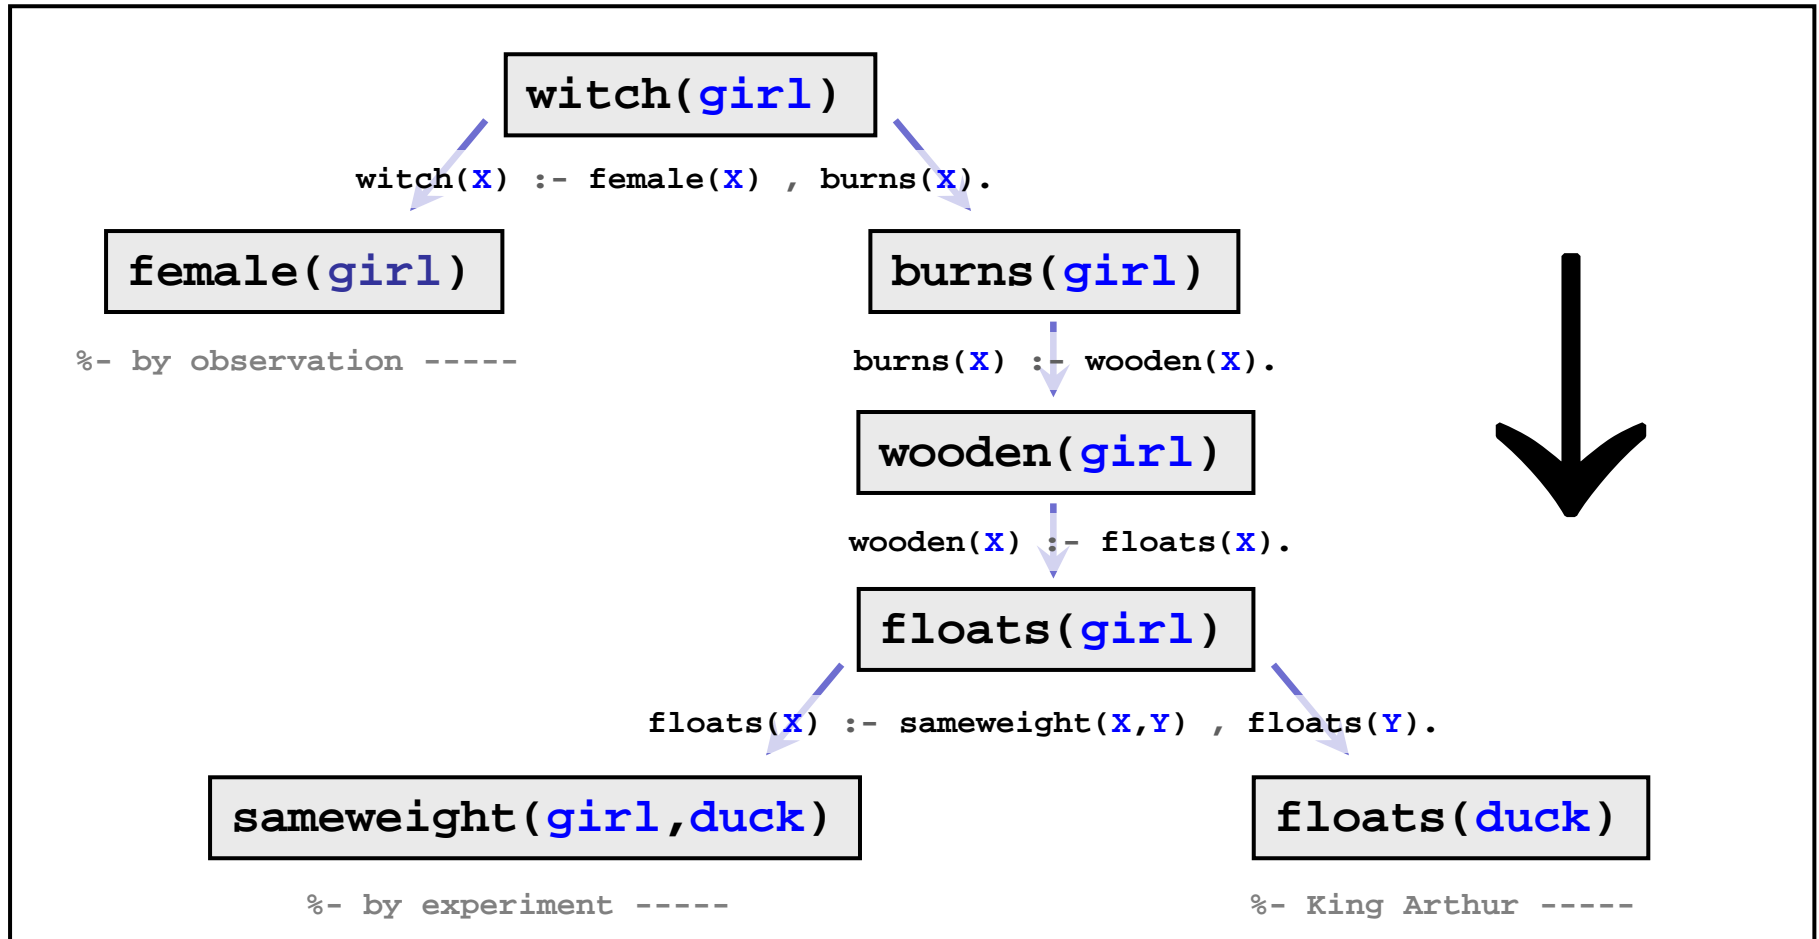 witch(girl)
witch(X) :- female(X) , burns(X).
female(girl)
burns(girl)
%- by observation -----
burns(X) :- wooden(X).
wooden(girl)
wooden(X) :- floats(X).
floats(girl)
floats(X) :- sameweight(X,Y) , floats(Y).
sameweight(girl,duck)
floats(duck)
%- by experiment -----
%- King Arthur -----